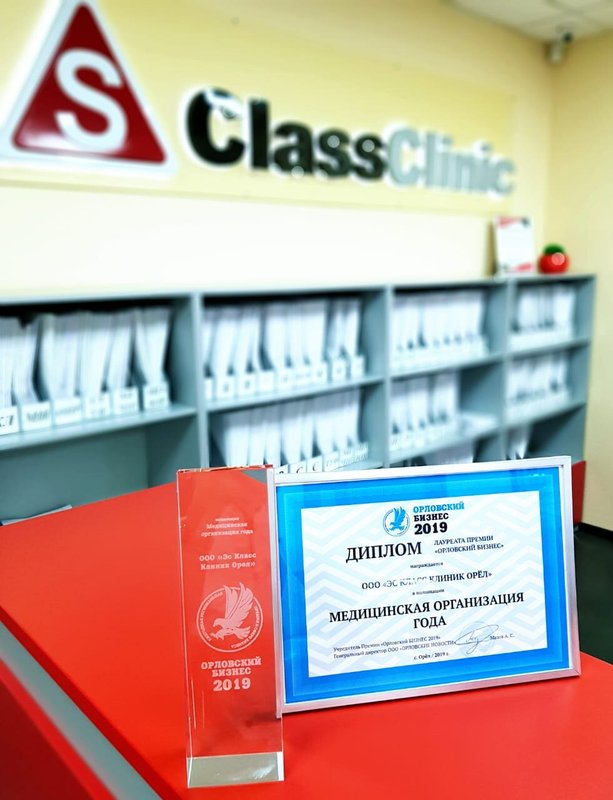 S
ClassClinic
номинация
Медицинская
организация года
ООО «Эс Класс
Клиник Орел»
ОРЛОВСКИЙ
БИЗНЕС
2019
ОРЛОВСКИЙ
БИЗНЕС
2019
ДИПЛОМ
ЛАУРЕАТА ПРЕМИИ
«ОРЛОВСКИЙ БИЗНЕС»
награждается
ООО «ЭС КЛАСС КЛИНИК ОРЁЛ»
в номинации
МЕДИЦИНСКАЯ ОРГАНИЗАЦИЯ
ГОДА
Учредитель Премии «Орловский Бизнес 2019»
Генеральный директор ООО «ОРЛОВСКИЕ НОВОСТИ»
г. Орёл / 2019 г.